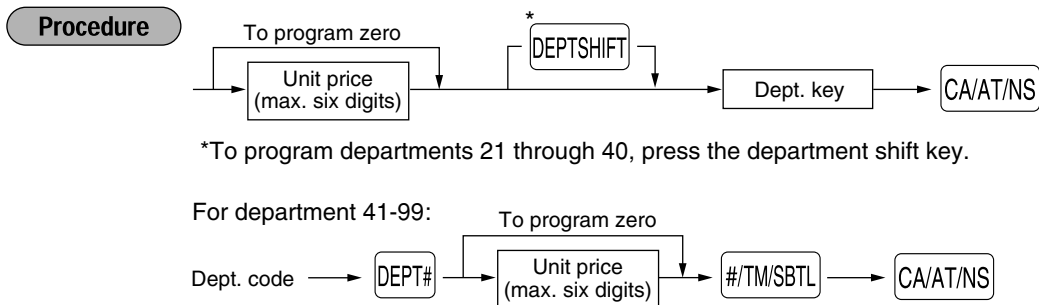 Procedure
To program zero
*
DEPTSHIFT
Unit price
(max. six digits)
Dept. key
CA/AT/NS
*To program departments 21 through 40, press the department shift key.
For department 41-99:
To program zero
Dept. code
DEPT#
Unit price
(max. six digits)
#/TM/SBTL
CA/AT/NS